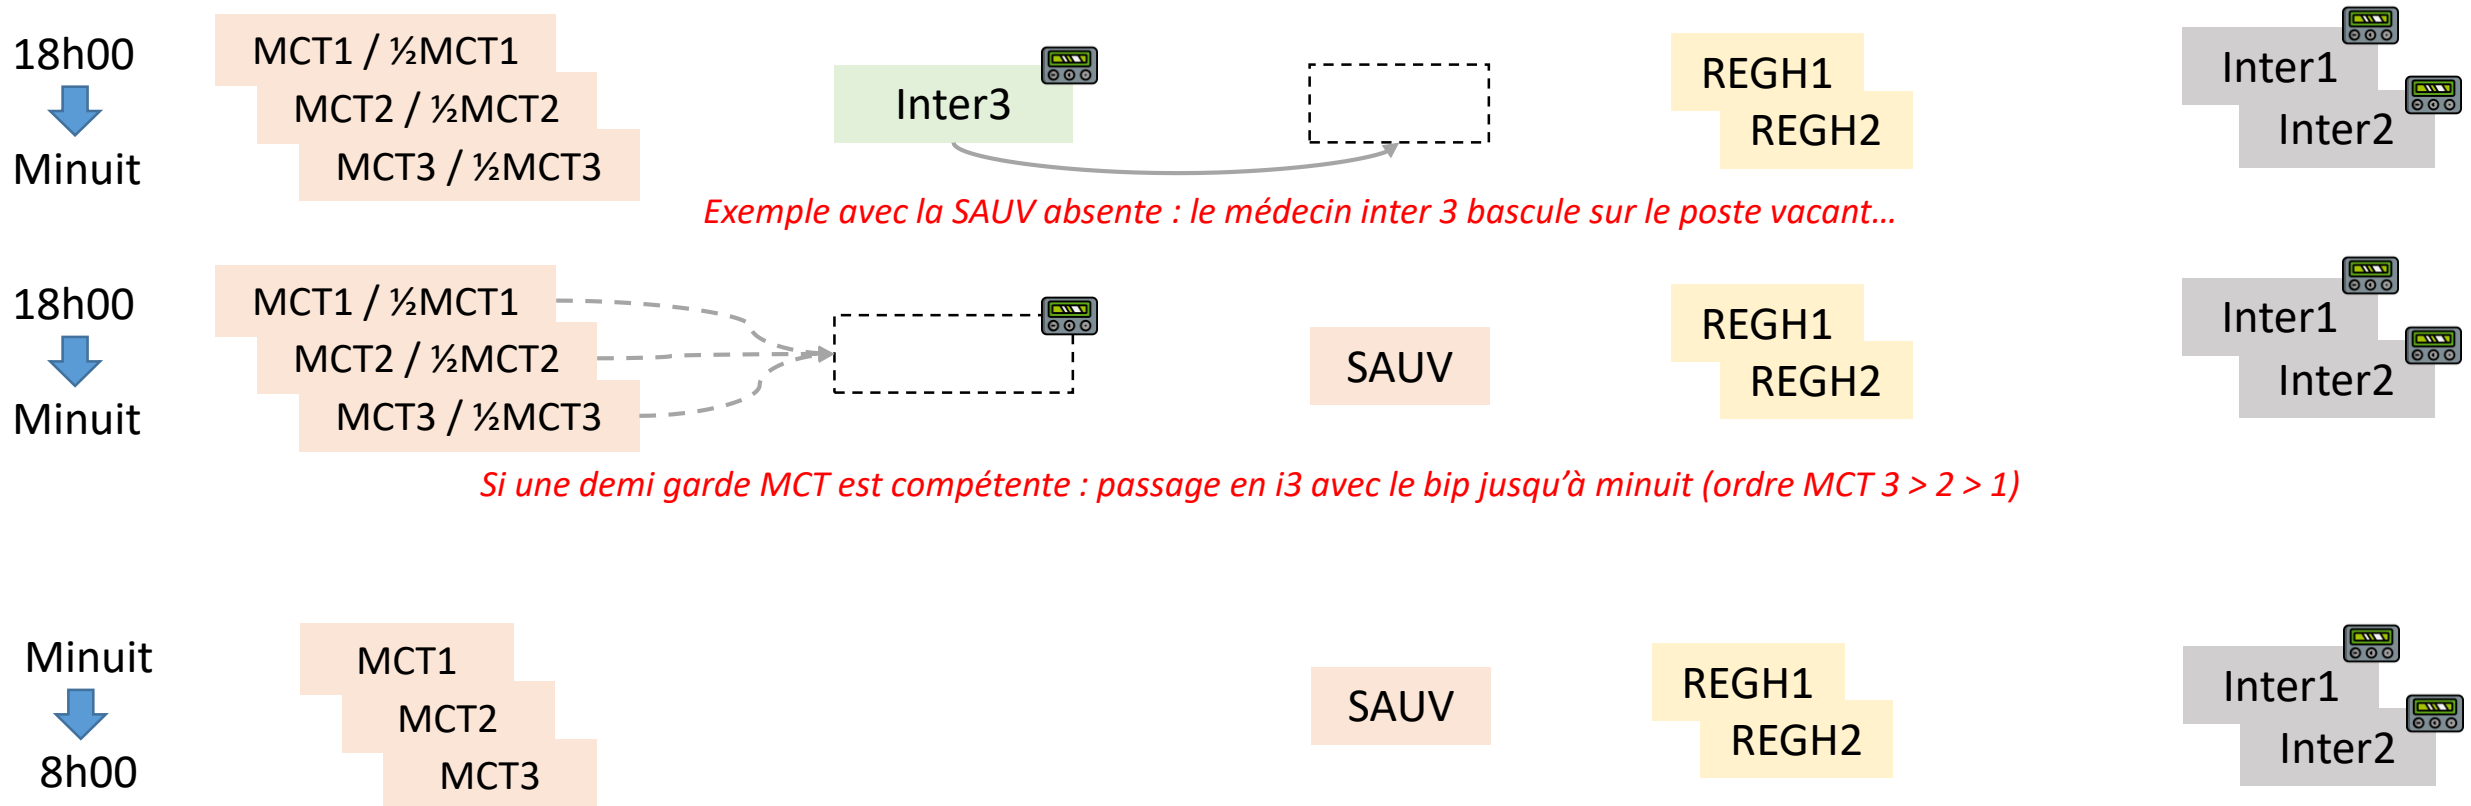 18h00
Minuit
MCT1 / ½MCT1
MCT2 / ½MCT2
MCT3 / ½MCT3
Inter3
REGH1
REGH2
Inter1
Inter2
Exemple avec la SAUV absente : le médecin inter 3 bascule sur le poste vacant…
18h00
Minuit
MCT1 / ½MCT1
MCT2 / ½MCT2
MCT3 / ½MCT3
SAUV
REGH1
REGH2
Inter1
Inter2
Si une demi garde MCT est compétente : passage en i3 avec le bip jusqu’à minuit (ordre MCT 3 > 2 > 1)
Minuit
8h00
MCT1
MCT2
MCT3
SAUV
REGH1
REGH2
Inter1
Inter2